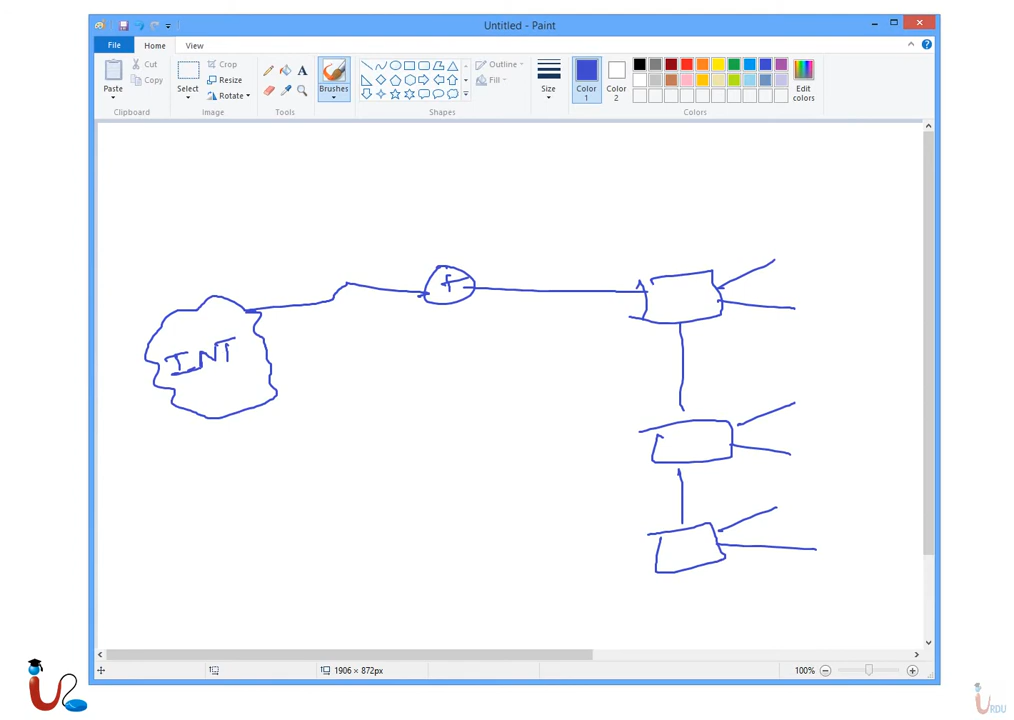 Untitled - Paint
File Home View
Paste
Cut
Copy
Clipboard
Select
Crop
Resize
Rotate
Image
A
Tools
Brushes
Outline
Fill
Shapes
Size
Color 1
Color 2
Edit colors
Colors
INT
1906 × 872px
100%
URDU